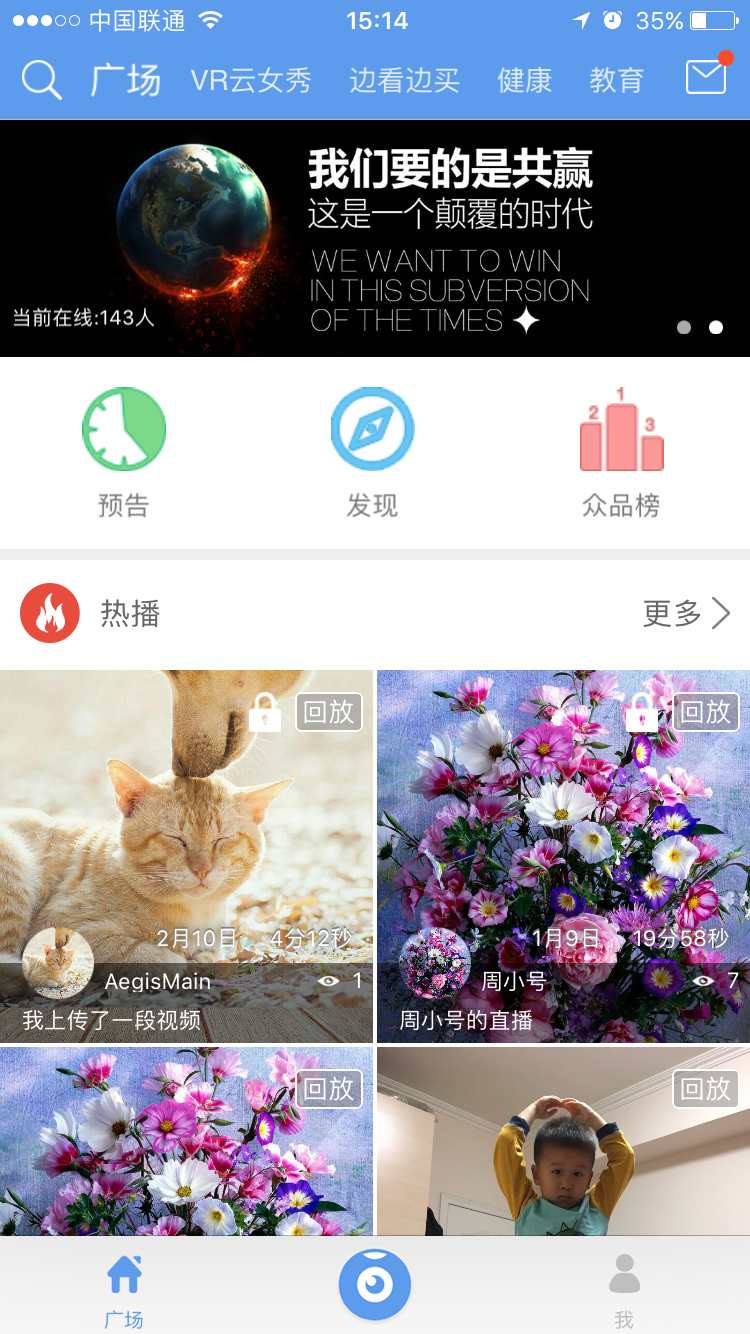 中国联通 15:14 35%
广场 VR云女秀 边看边买 健康 教育
我们要的是共赢
这是一个颠覆的时代
WE WANT TO WIN
IN THIS SUBVERSION
OF THE TIMES
当前在线:143人
1
2
3
预告 发现 众品榜
热播 更多
回放 回放
2月10日 4分12秒
AegisMain 1
我上传了一段视频
1月9日 19分58秒
周小号 7
周小号的直播
回放 回放
广场 我